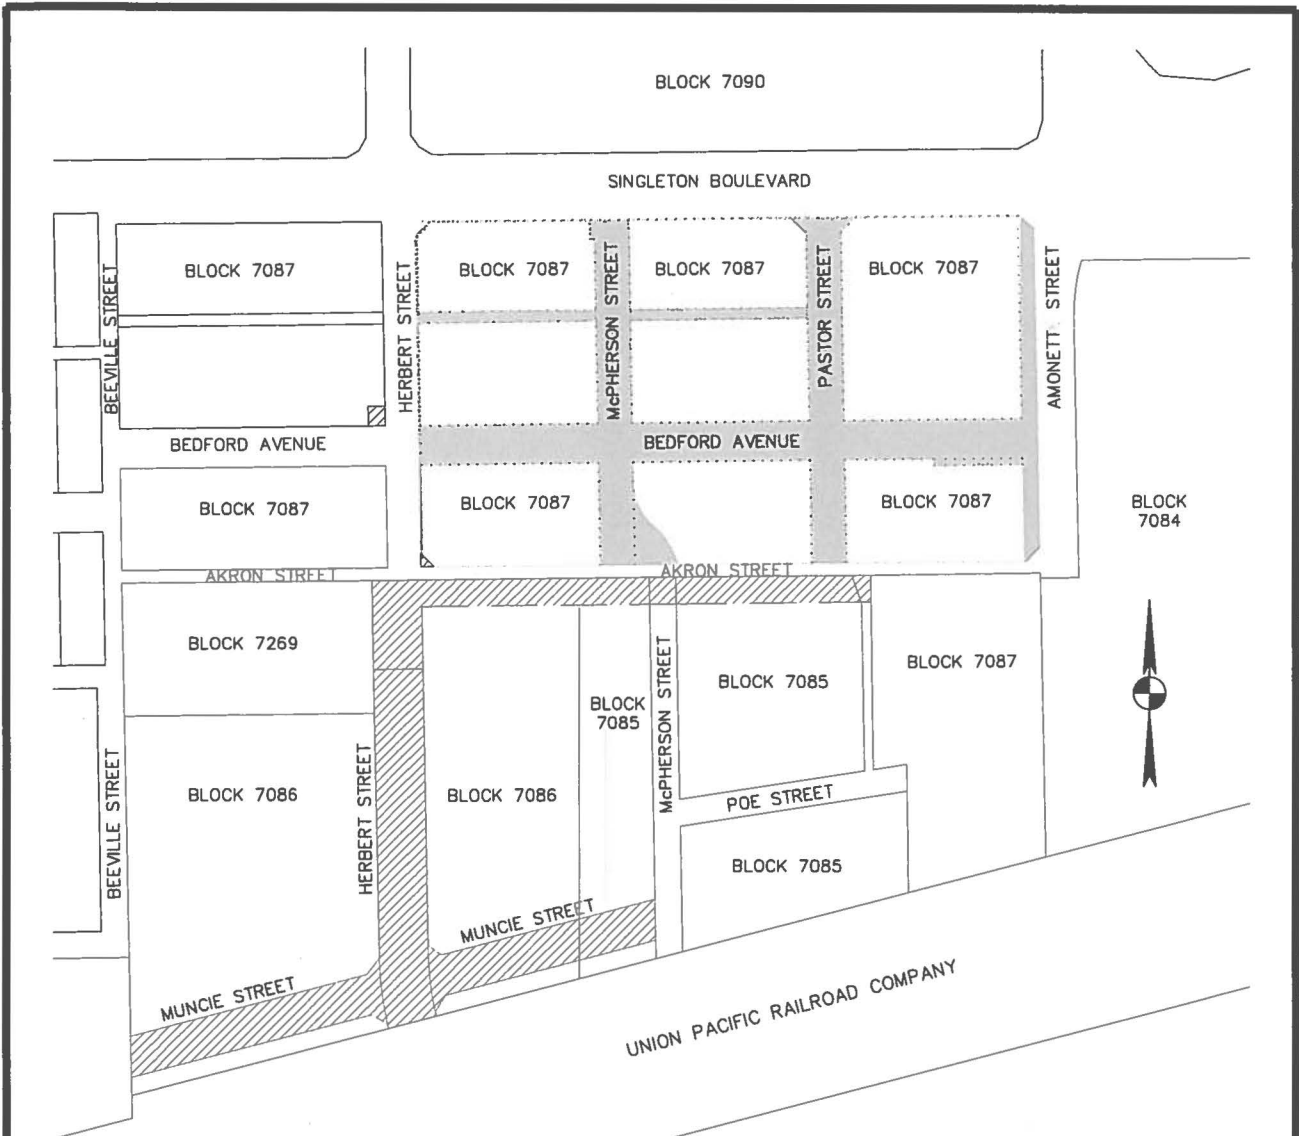 BLOCK 7090
SINGLETON BOULEVARD
BLOCK 7087
BLOCK 7087
BLOCK 7087
BLOCK 7087
BEEVILLE STREET
HERBERT STREET
McPHERSON STREET
PASTOR STREET
AMONETT STREET
BEDFORD AVENUE
BEDFORD AVENUE
BLOCK 7087
BLOCK 7087
BLOCK 7087
BLOCK
7084
AKRON STREET
AKRON STREET
BLOCK 7269
BLOCK 7085
BLOCK 7087
BLOCK
7085
McPHERSON STREET
BEEVILLE STREET
HERBERT STREET
BLOCK 7086
BLOCK 7086
POE STREET
BLOCK 7085
MUNCIE STREET
MUNCIE STREET
UNION PACIFIC RAILROAD COMPANY